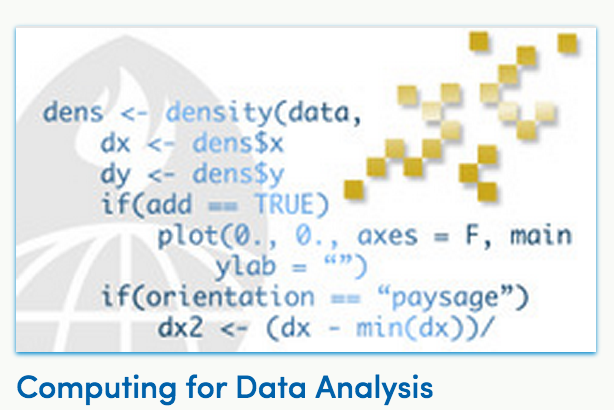 dens <- density(data,
dx <- dens$x
dy <- dens$y
if(add == TRUE)
plot(0., 0., axes = F, main
ylab = “”)
if(orientation == “paysage”)
dx2 <- (dx - min(dx))/
Computing for Data Analysis